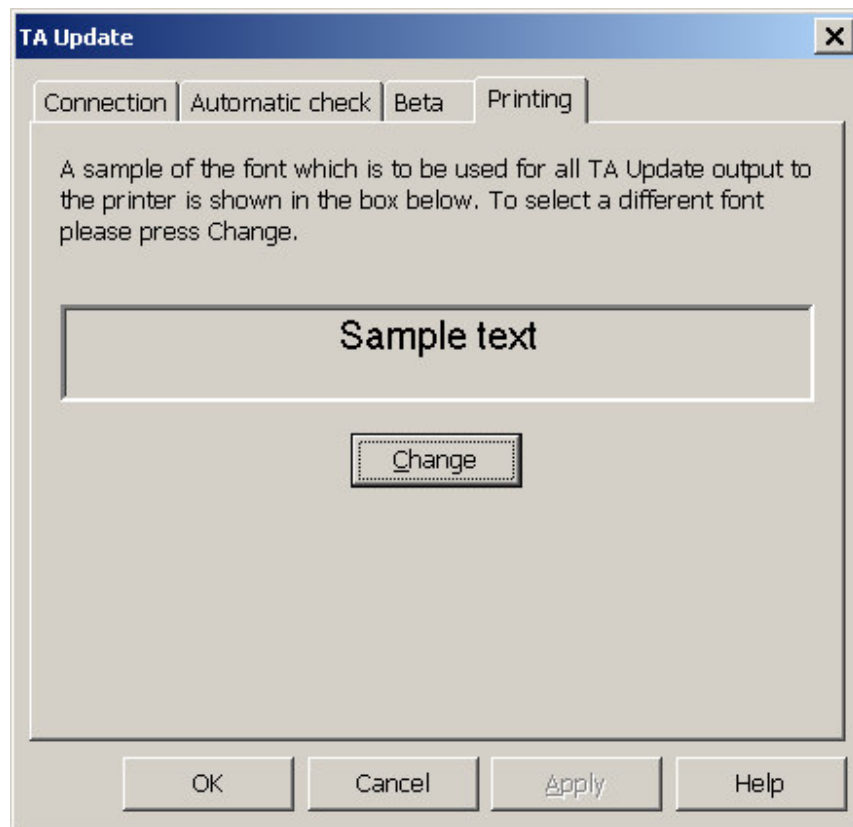 TA Update
Connection Automatic check Beta Printing
A sample of the font which is to be used for all TA Update output to
the printer is shown in the box below. To select a different font
please press Change.
Sample text
Change
OK Cancel Apply Help